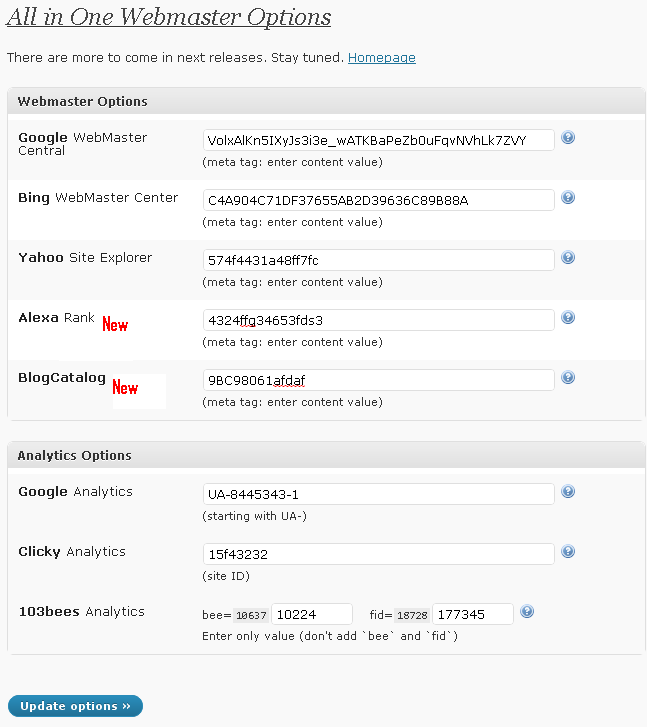 All in One Webmaster Options
There are more to come in next releases. Stay tuned. Homepage
Webmaster Options
Google WebMaster Central
VolxAlKn5IXyJs3i3e_wATKBaPeZb0uFqvNVhLk7ZVY
(meta tag: enter content value)
Bing WebMaster Center
C4A904C71DF37655AB2D39636C89B88A
(meta tag: enter content value)
Yahoo Site Explorer
574f4431a48ff7fc
(meta tag: enter content value)
Alexa Rank New
4324ffg34653fds3
(meta tag: enter content value)
BlogCatalog New
9BC98061afdaf
(meta tag: enter content value)
Analytics Options
Google Analytics
UA-8445343-1
(starting with UA-)
Clicky Analytics
15f43232
(site ID)
103bees Analytics
bee= 10637 10224 fid= 18728 177345
Enter only value (don't add `bee` and `fid`)
Update options »